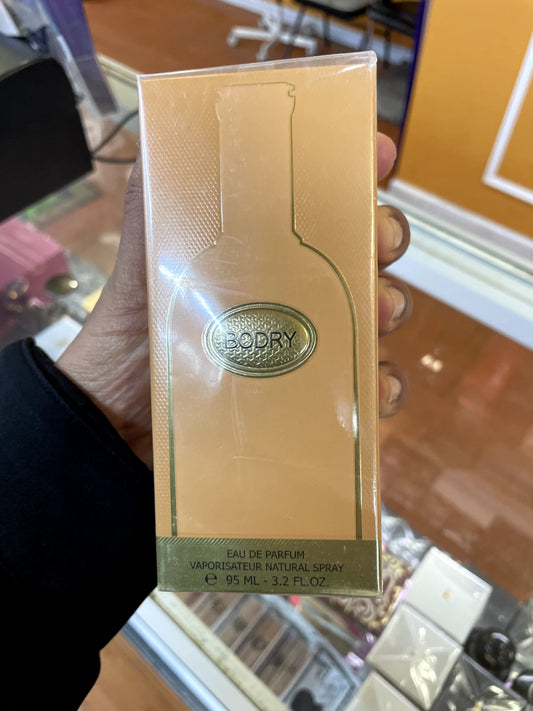 BODRY
EAU DE PARFUM
VAPORISATEUR NATURAL SPRAY
℮ 95 ML - 3.2 FL.OZ.